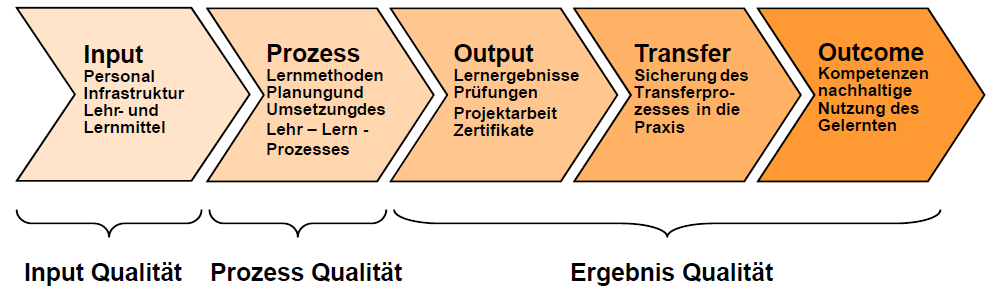 Input
Personal
Infrastruktur
Lehr- und
Lernmittel
Prozess
Lernmethoden
Planungund
Umsetzungdes
Lehr – Lern -
Prozesses
Output
Lernergebnisse
Prüfungen
Projektarbeit
Zertifikate
Transfer
Sicherung des
Transferpro-
zesses in die
Praxis
Outcome
Kompetenzen
nachhaltige
Nutzung des
Gelernten
Input Qualität
Prozess Qualität
Ergebnis Qualität